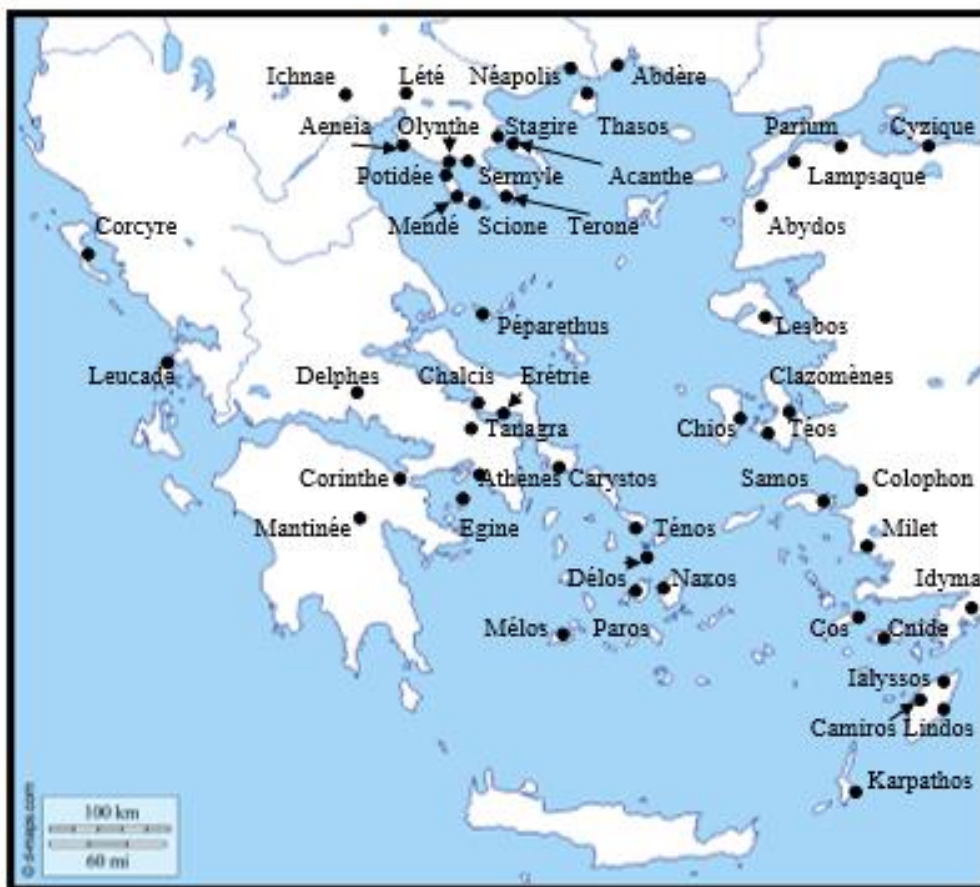 Ichnae Lété Néapolis Abdère
Aeneia Olynthe Stagire Thasos Parium Cyzique
Potidée Sermyle Acanthe Lampsaque
Corcyre Mendé Scione Terone Abydos
Péparethus Lesbos
Leucade Delphes Chalcis Erétrie Clazomènes
Tanagra Chios Téos
Corinthe Athènes Carystos Samos Colophon
Mantinée Egine Ténos Milet
Délos Naxos Idyma
Mélos Paros Cos Cnide
Ialyssos
Camiros Lindos
Karpathos
100 km
60 mi
© d-maps.com